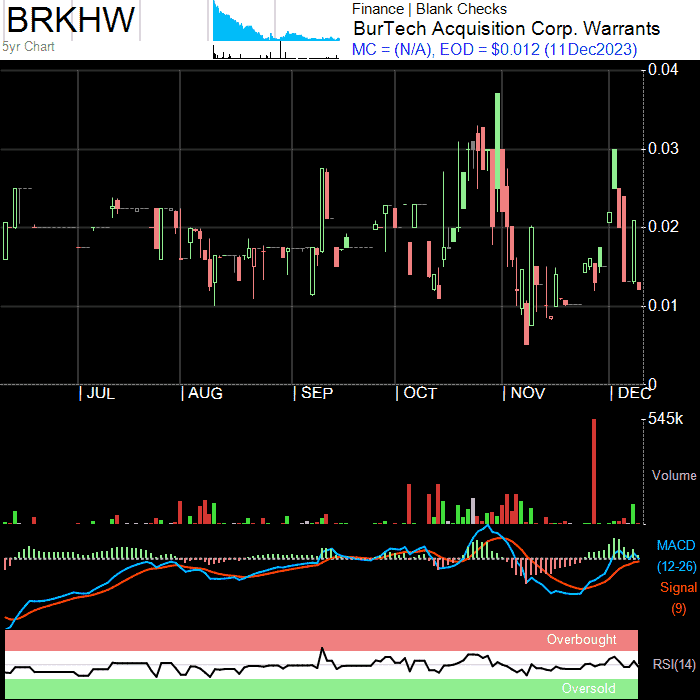 BRKHW
5yr Chart
Finance | Blank Checks
BurTech Acquisition Corp. Warrants
MC = (N/A), EOD = $0.012 (11Dec2023)
0.04
0.03
0.02
0.01
0
| JUL | AUG | SEP | OCT | NOV | DEC
545k
Volume
MACD
(12-26)
Signal
(9)
Overbought
RSI(14)
Oversold